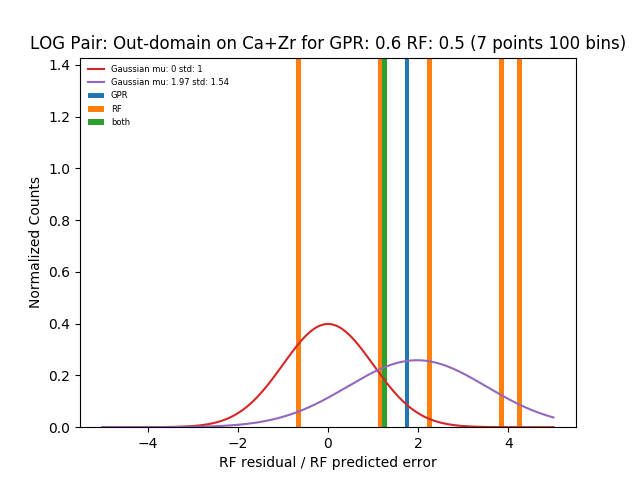 LOG Pair: Out-domain on Ca+Zr for GPR: 0.6 RF: 0.5 (7 points 100 bins)
Gaussian mu: 0 std: 1
Gaussian mu: 1.97 std: 1.54
GPR
RF
both
1.4
1.2
1.0
0.8
0.6
0.4
0.2
0.0
Normalized Counts
−4 −2 0 2 4
RF residual / RF predicted error